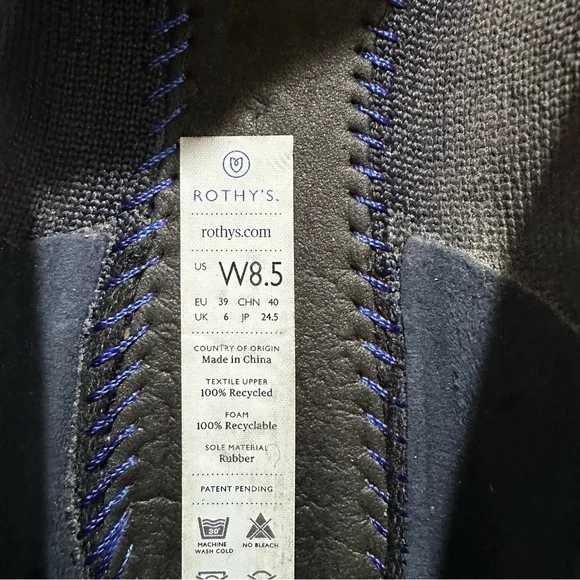 ROTHY'S™
rothys.com
US W8.5
EU 39 CHN 40
UK 6 JP 24.5
COUNTRY OF ORIGIN
Made in China
TEXTILE UPPER
100% Recycled
FOAM
100% Recyclable
SOLE MATERIAL
Rubber
PATENT PENDING
30°
MACHINE NO BLEACH
WASH COLD